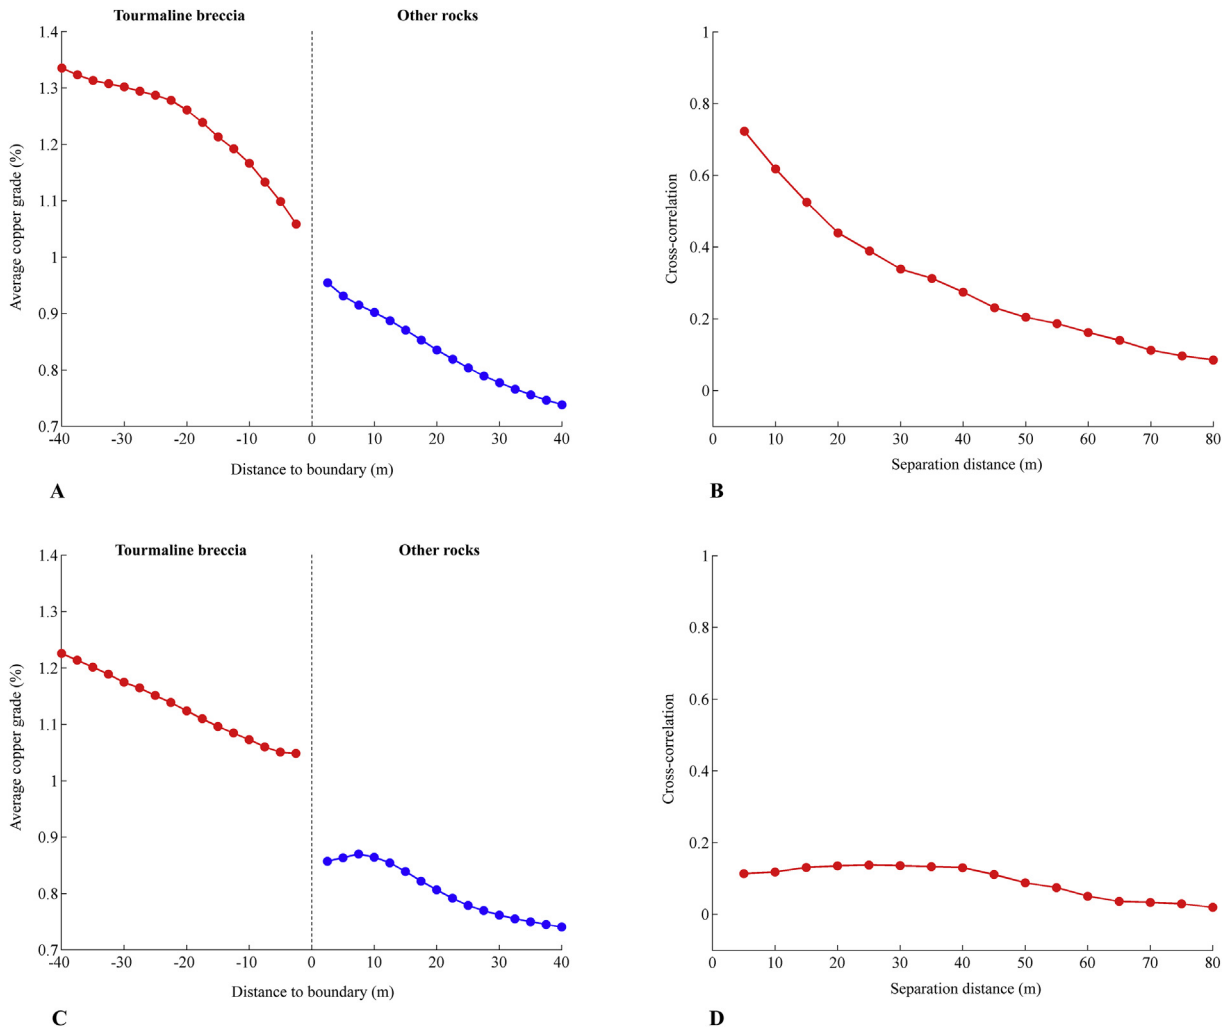 Tourmaline breccia Other rocks
1.4
1.3
1.2
1.1
1
0.9
0.8
0.7
Average copper grade (%)
-40 -30 -20 -10 0 10 20 30 40
Distance to boundary (m)
A
1
0.8
0.6
0.4
0.2
0
Cross-correlation
0 10 20 30 40 50 60 70 80
Separation distance (m)
B
Tourmaline breccia Other rocks
1.4
1.3
1.2
1.1
1
0.9
0.8
0.7
Average copper grade (%)
-40 -30 -20 -10 0 10 20 30 40
Distance to boundary (m)
C
1
0.8
0.6
0.4
0.2
0
Cross-correlation
0 10 20 30 40 50 60 70 80
Separation distance (m)
D